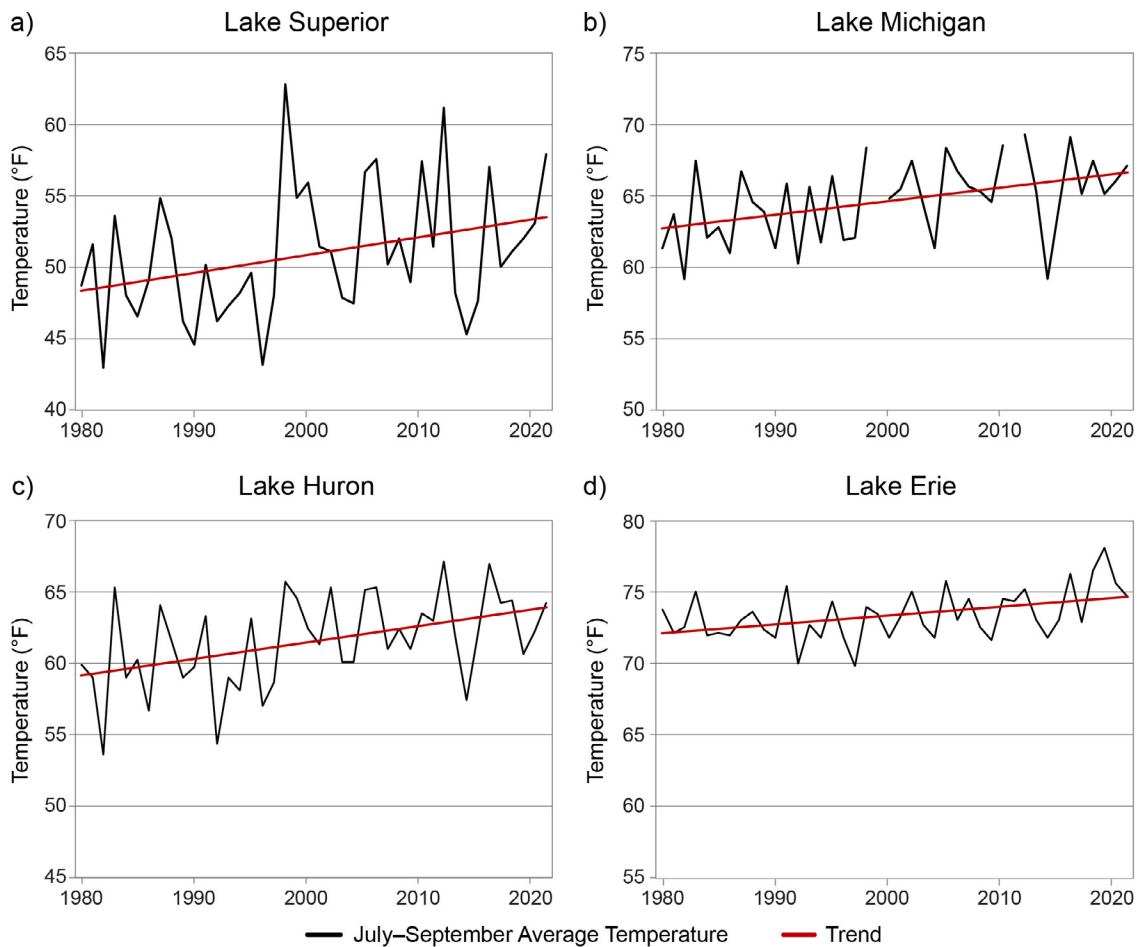 a) Lake Superior
65
60
55
50
45
40
Temperature (°F)
1980 1990 2000 2010 2020
b) Lake Michigan
75
70
65
60
55
50
Temperature (°F)
1980 1990 2000 2010 2020
c) Lake Huron
70
65
60
55
50
45
Temperature (°F)
1980 1990 2000 2010 2020
d) Lake Erie
80
75
70
65
60
55
Temperature (°F)
1980 1990 2000 2010 2020
July–September Average Temperature Trend